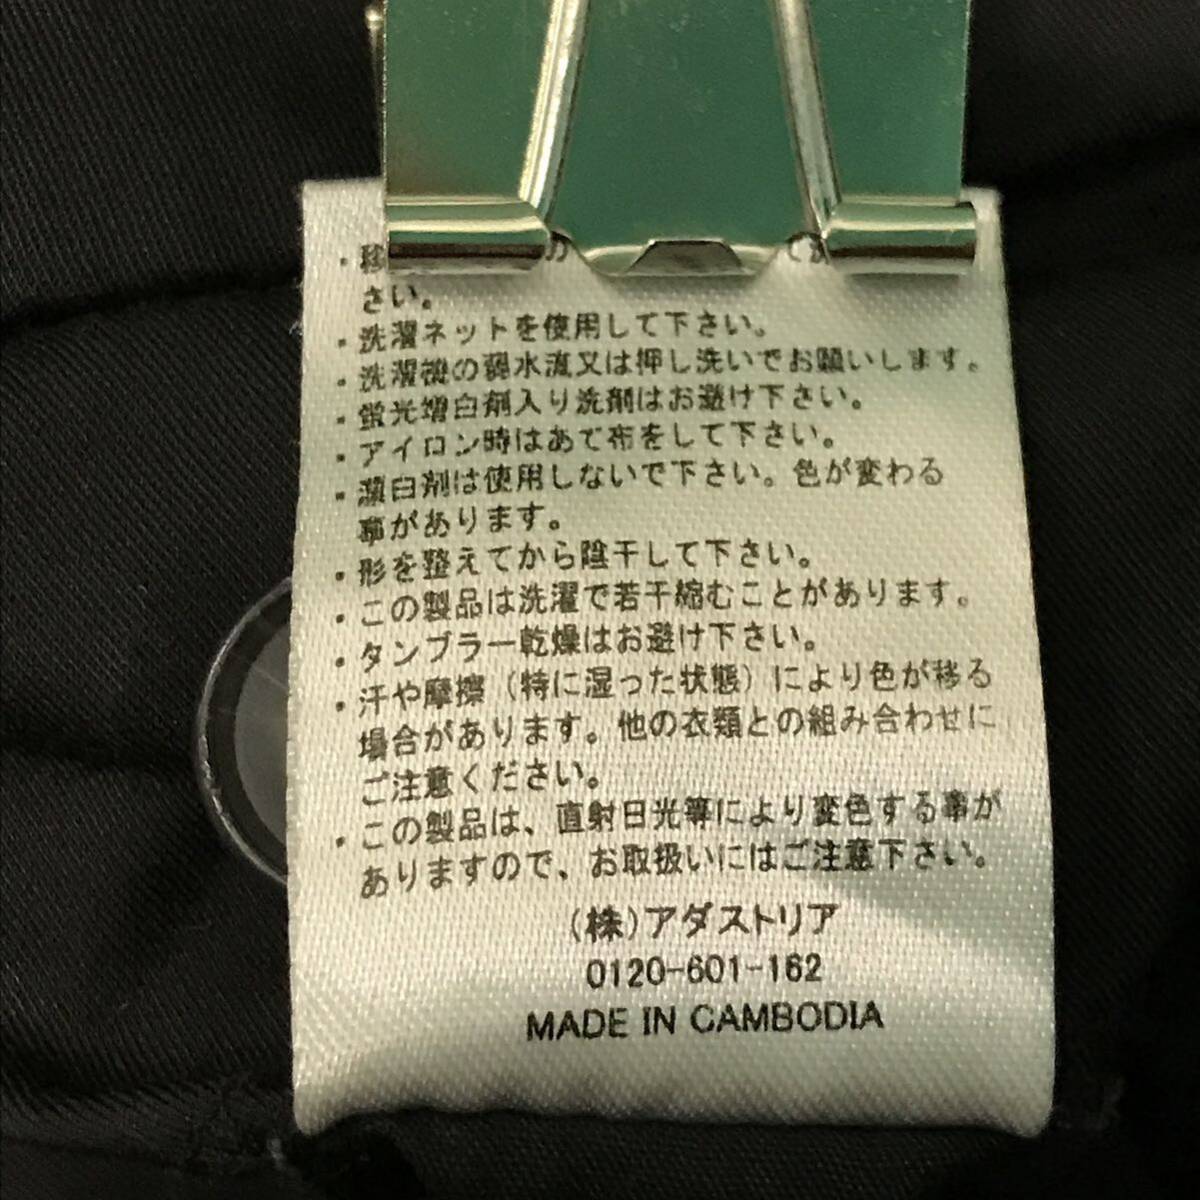 さい。
・洗濯ネットを使用して下さい。
・洗濯機の弱水流又は押し洗いでお願いします。
・蛍光増白剤入り洗剤はお避け下さい。
・アイロン時はあて布をして下さい。
・漂白剤は使用しないで下さい。色が変わる
事があります。
・形を整えてから陰干して下さい。
・この製品は洗濯で若干縮むことがあります。
・タンブラー乾燥はお避け下さい。
・汗や摩擦（特に湿った状態）により色が移る
場合があります。他の衣類との組み合わせに
ご注意ください。
・この製品は、直射日光等により変色する事が
ありますので、お取扱いにはご注意下さい。
(株)アダストリア
0120-601-162
MADE IN CAMBODIA